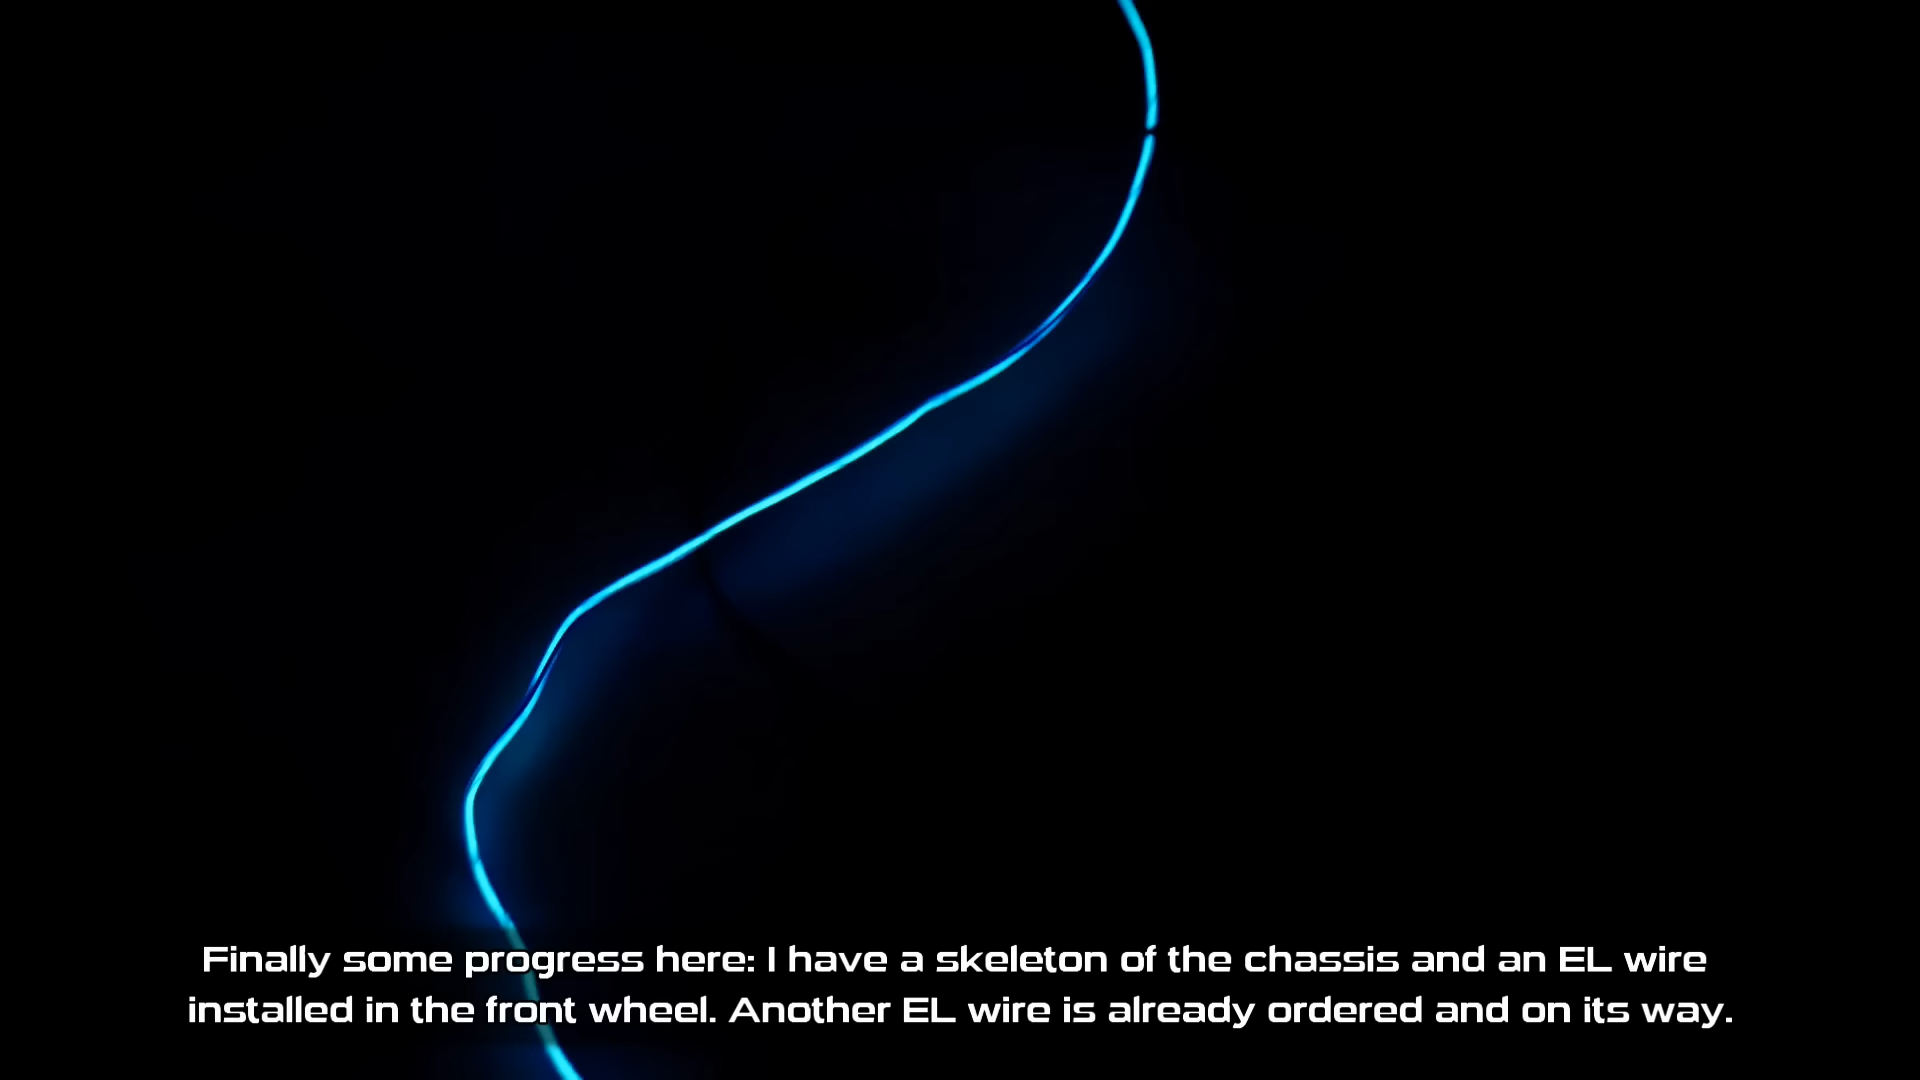 Finally some progress here: I have a skeleton of the chassis and an EL wire
installed in the front wheel. Another EL wire is already ordered and on its way.